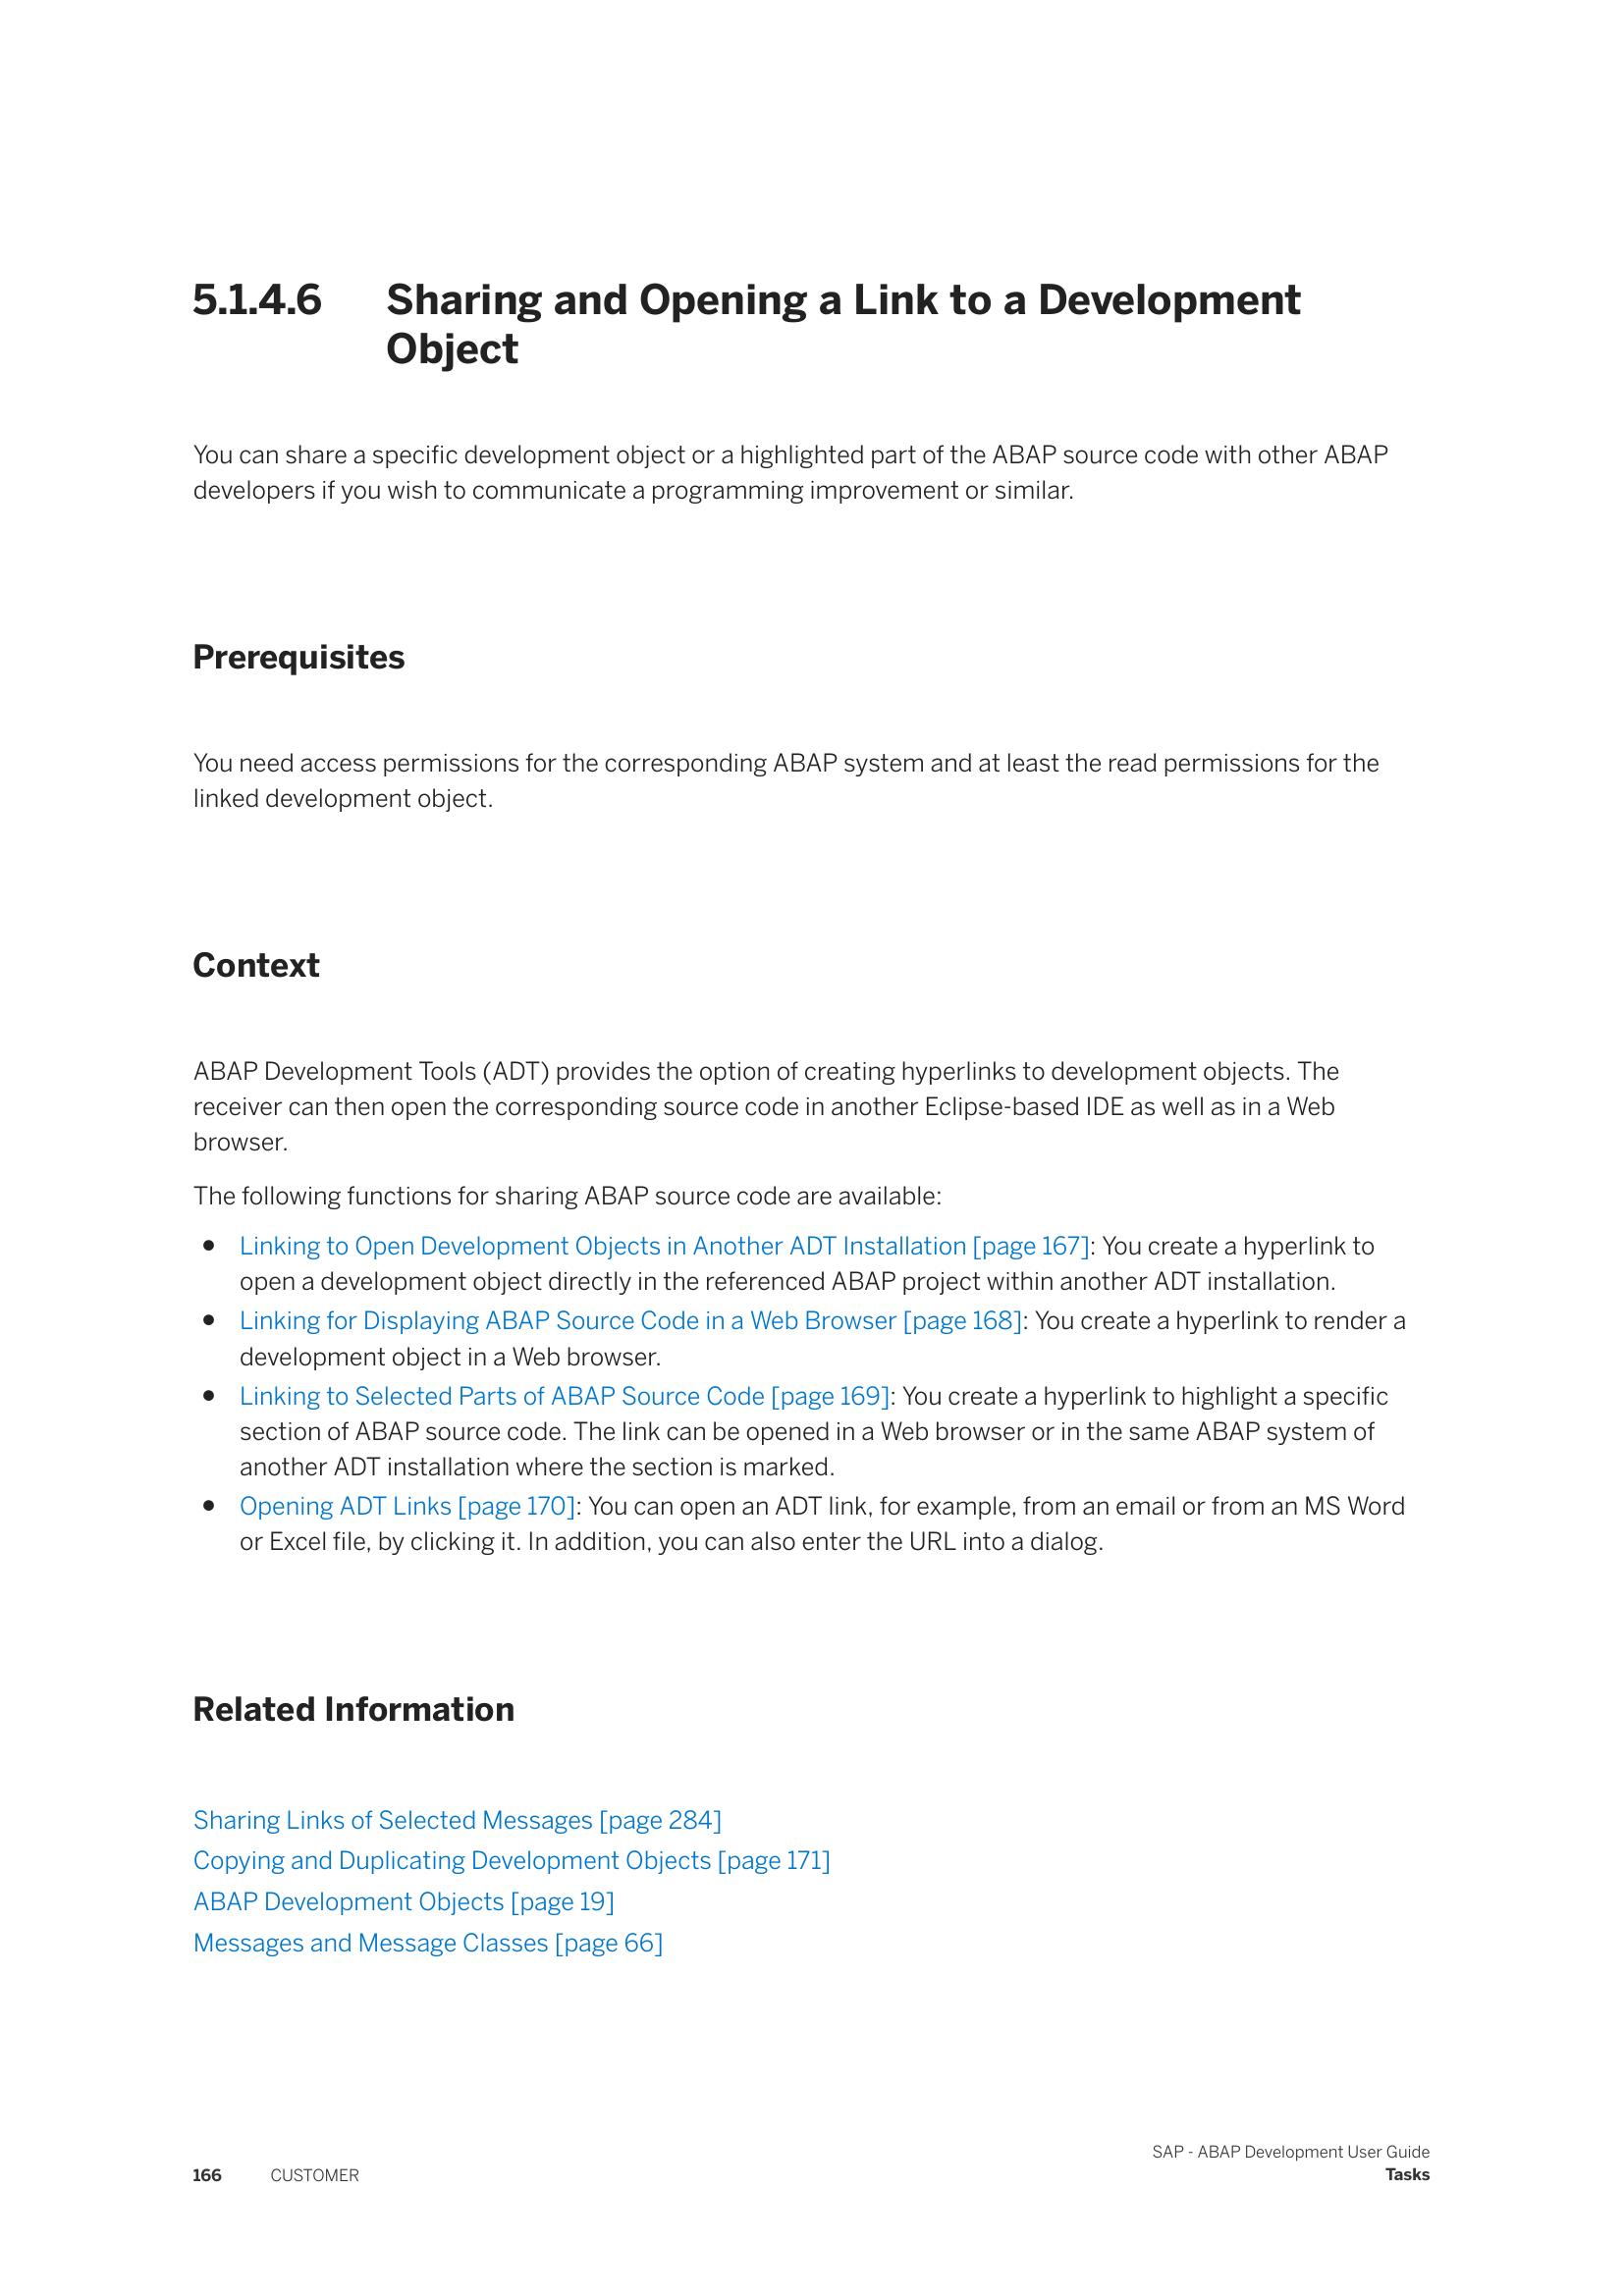 5.1.4.6 Sharing and Opening a Link to a Development
Object
You can share a specific development object or a highlighted part of the ABAP source code with other ABAP
developers if you wish to communicate a programming improvement or similar.
Prerequisites
You need access permissions for the corresponding ABAP system and at least the read permissions for the
linked development object.
Context
ABAP Development Tools (ADT) provides the option of creating hyperlinks to development objects. The
receiver can then open the corresponding source code in another Eclipse-based IDE as well as in a Web
browser.
The following functions for sharing ABAP source code are available:
● Linking to Open Development Objects in Another ADT Installation [page 167]: You create a hyperlink to
open a development object directly in the referenced ABAP project within another ADT installation.
● Linking for Displaying ABAP Source Code in a Web Browser [page 168]: You create a hyperlink to render a
development object in a Web browser.
● Linking to Selected Parts of ABAP Source Code [page 169]: You create a hyperlink to highlight a specific
section of ABAP source code. The link can be opened in a Web browser or in the same ABAP system of
another ADT installation where the section is marked.
● Opening ADT Links [page 170]: You can open an ADT link, for example, from an email or from an MS Word
or Excel file, by clicking it. In addition, you can also enter the URL into a dialog.
Related Information
Sharing Links of Selected Messages [page 284]
Copying and Duplicating Development Objects [page 171]
ABAP Development Objects [page 19]
Messages and Message Classes [page 66]
SAP - ABAP Development User Guide
166 CUSTOMER Tasks